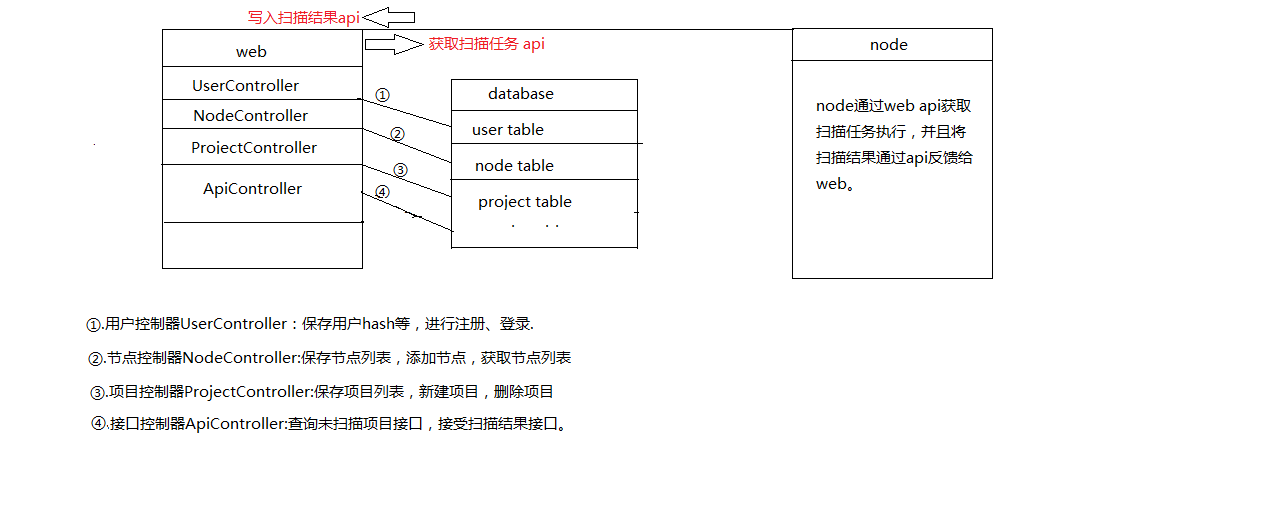 写入扫描结果api
获取扫描任务 api
web
UserController
NodeController
ProjectController
ApiController
①
②
③
④
database
user table
node table
project table
node
node通过web api获取
扫描任务执行，并且将
扫描结果通过api反馈给
web。
①.用户控制器UserController：保存用户hash等，进行注册、登录.
②.节点控制器NodeController:保存节点列表，添加节点，获取节点列表
③.项目控制器ProjectController:保存项目列表，新建项目，删除项目
④.接口控制器ApiController:查询未扫描项目接口，接受扫描结果接口。